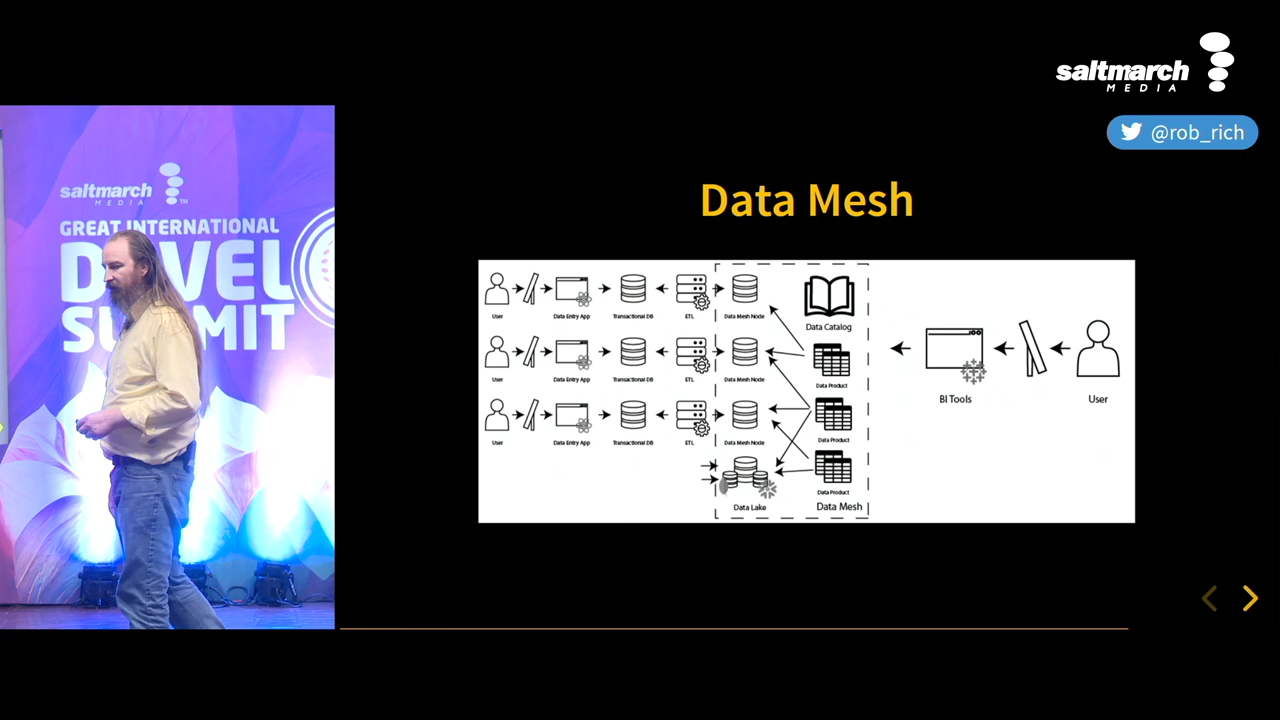 saltmarch
MEDIA
@rob_rich
saltmarch
MEDIA
TM
GREAT INTERNATIONAL
DEVEL
SUMMIT
Data Mesh
User
Data Entry App
Transactional DB
ETL
Data Mesh Node
Data Catalog
User
Data Entry App
Transactional DB
ETL
Data Mesh Node
Data Product
BI Tools
User
User
Data Entry App
Transactional DB
ETL
Data Mesh Node
Data Product
Data Product
Data Lake
Data Mesh